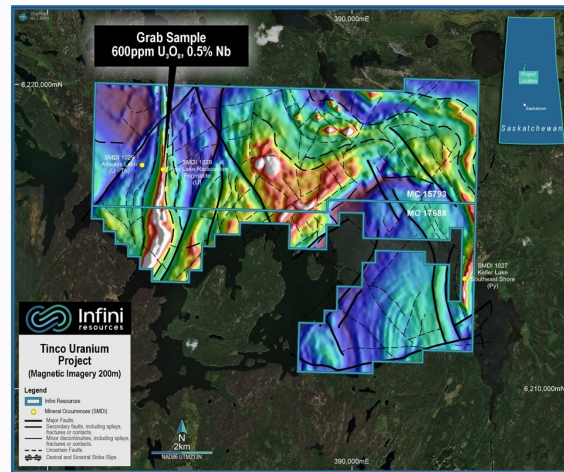 390,000mE
Grab Sample
600ppm U3O8, 0.5% Nb
6,220,000mN
Project
Location
Saskatoon
Saskatchewan
SMDI 1029
(U - Th)
SMDI 1028
Lake Radioactive
Pegmatite
(U)
MC 15793
MC 17688
SMDI 1027
Keller Lake
Southeast Shore
(Py)
Infini
resources
Tinco Uranium
Project
(Magnetic Imagery 200m)
Legend
Infini Resources
Mineral Occurrences (SMDI)
Major Faults
Secondary faults, including splays,
fractures or contacts.
Minor discontinuities, including splays,
fractures or contacts.
Uncertain Faults
Dextral and Sinistral Strike Slips
N
2km
NAD83 UTMZ13N
6,210,000mN
390,000mE